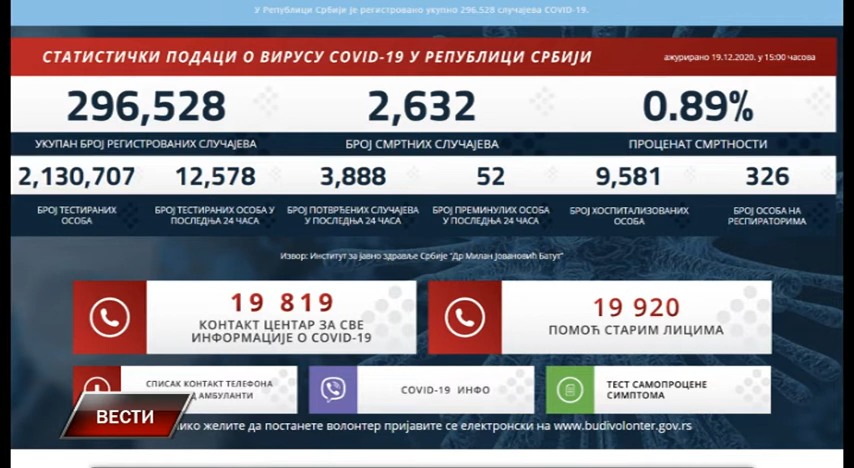 У Републици Србији је регистровано укупно 296.528 случајева COVID-19.
СТАТИСТИЧКИ ПОДАЦИ О ВИРУСУ COVID-19 У РЕПУБЛИЦИ СРБИЈИ
ажурирано 19.12.2020. у 15:00 часова
296,528 2,632 0.89%
УКУПАН БРОЈ РЕГИСТРОВАНИХ СЛУЧАЈЕВА БРОЈ СМРТНИХ СЛУЧАЈЕВА ПРОЦЕНАТ СМРТНОСТИ
2,130,707 12,578 3,888 52 9,581 326
БРОЈ ТЕСТИРАНИХ БРОЈ ТЕСТИРАНИХ ОСОБА У БРОЈ ПОТВРЂЕНИХ СЛУЧАЈЕВА БРОЈ ПРЕМИНУЛИХ ОСОБА БРОЈ ХОСПИТАЛИЗОВАНИХ БРОЈ ОСОБА НА
ОСОБА ПОСЛЕДЊА 24 ЧАСА У ПОСЛЕДЊА 24 ЧАСА У ПОСЛЕДЊА 24 ЧАСА ОСОБА РЕСПИРАТОРИМА
Извор: Институт за јавно здравље Србије "Др Милан Јовановић Батут"
19 819
КОНТАКТ ЦЕНТАР ЗА СВЕ
ИНФОРМАЦИЈЕ О COVID-19
19 920
ПОМОЋ СТАРИМ ЛИЦИМА
СПИСАК КОНТАКТ ТЕЛЕФОНА
АМБУЛАНТИ
COVID-19 ИНФО
ТЕСТ САМОПРОЦЕНЕ
СИМПТОМА
ВЕСТИ
желите да постанете волонтер пријавите се електронски на www.budivolonter.gov.rs